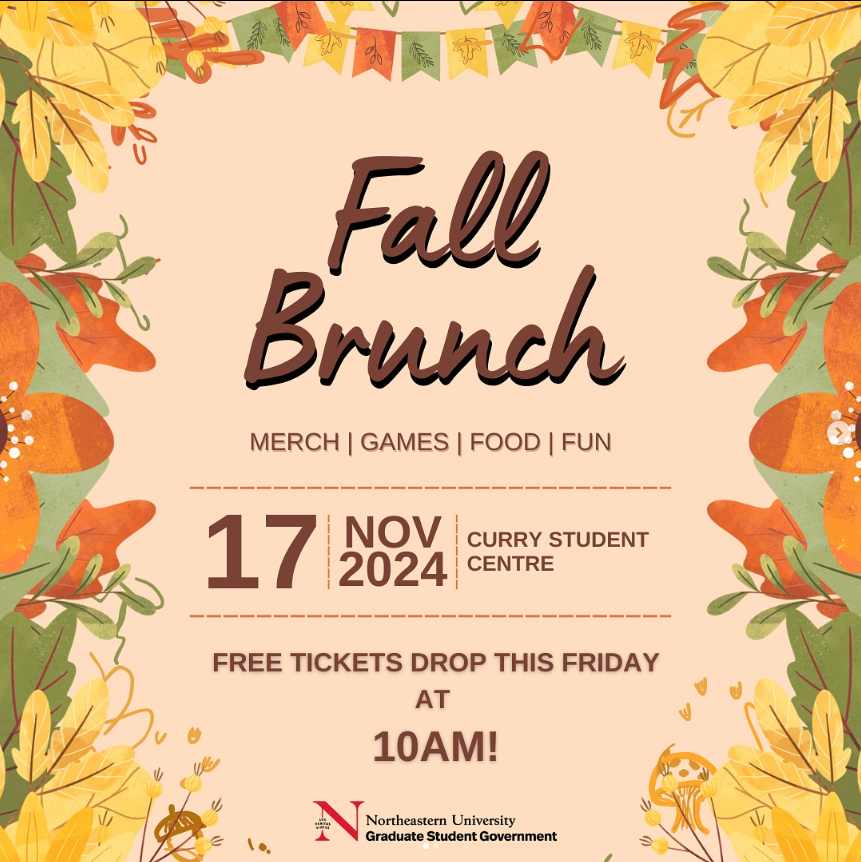 Fall
Brunch
MERCH | GAMES | FOOD | FUN
17
NOV
2024
CURRY STUDENT
CENTRE
FREE TICKETS DROP THIS FRIDAY
AT
10AM!
N
Northeastern University
Graduate Student Government